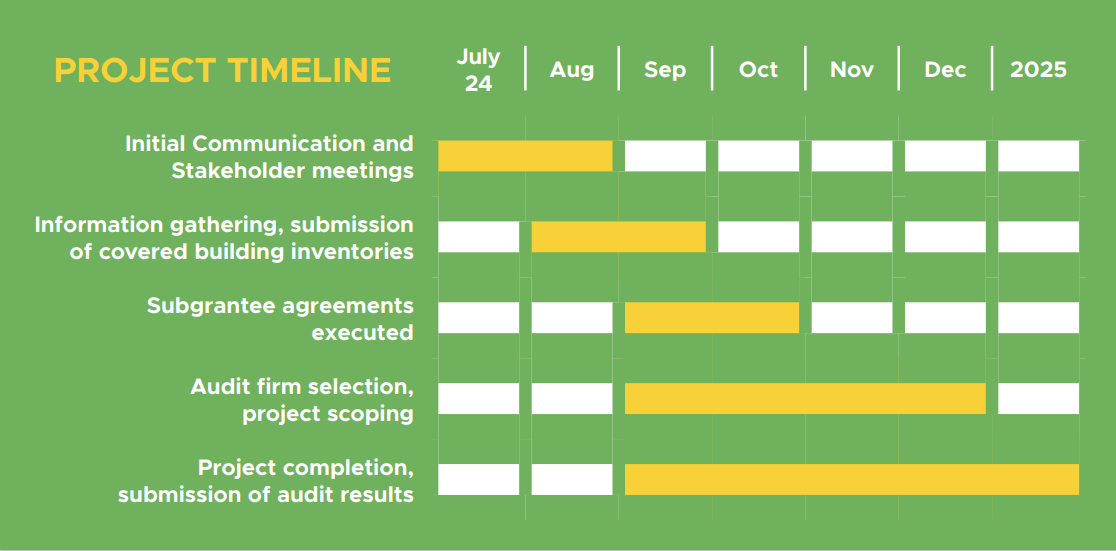 PROJECT TIMELINE
July
24
Aug
Sep
Oct
Nov
Dec
2025
Initial Communication and
Stakeholder meetings
Information gathering, submission
of covered building inventories
Subgrantee agreements
executed
Audit firm selection,
project scoping
Project completion,
submission of audit results